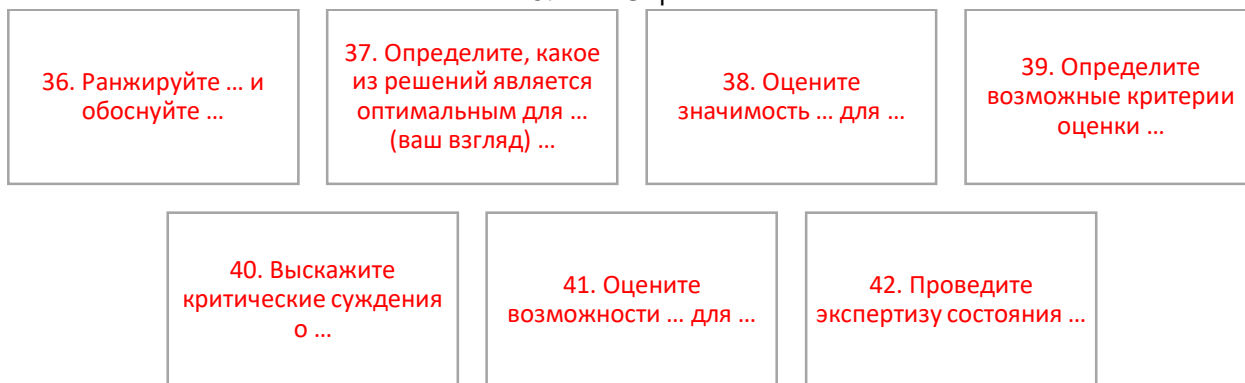 36. Ранжируйте ... и
обоснуйте ...
37. Определите, какое
из решений является
оптимальным для ...
(ваш взгляд) ...
38. Оцените
значимость ... для ...
39. Определите
возможные критерии
оценки ...
40. Выскажите
критические суждения
о ...
41. Оцените
возможности ... для ...
42. Проведите
экспертизу состояния ...